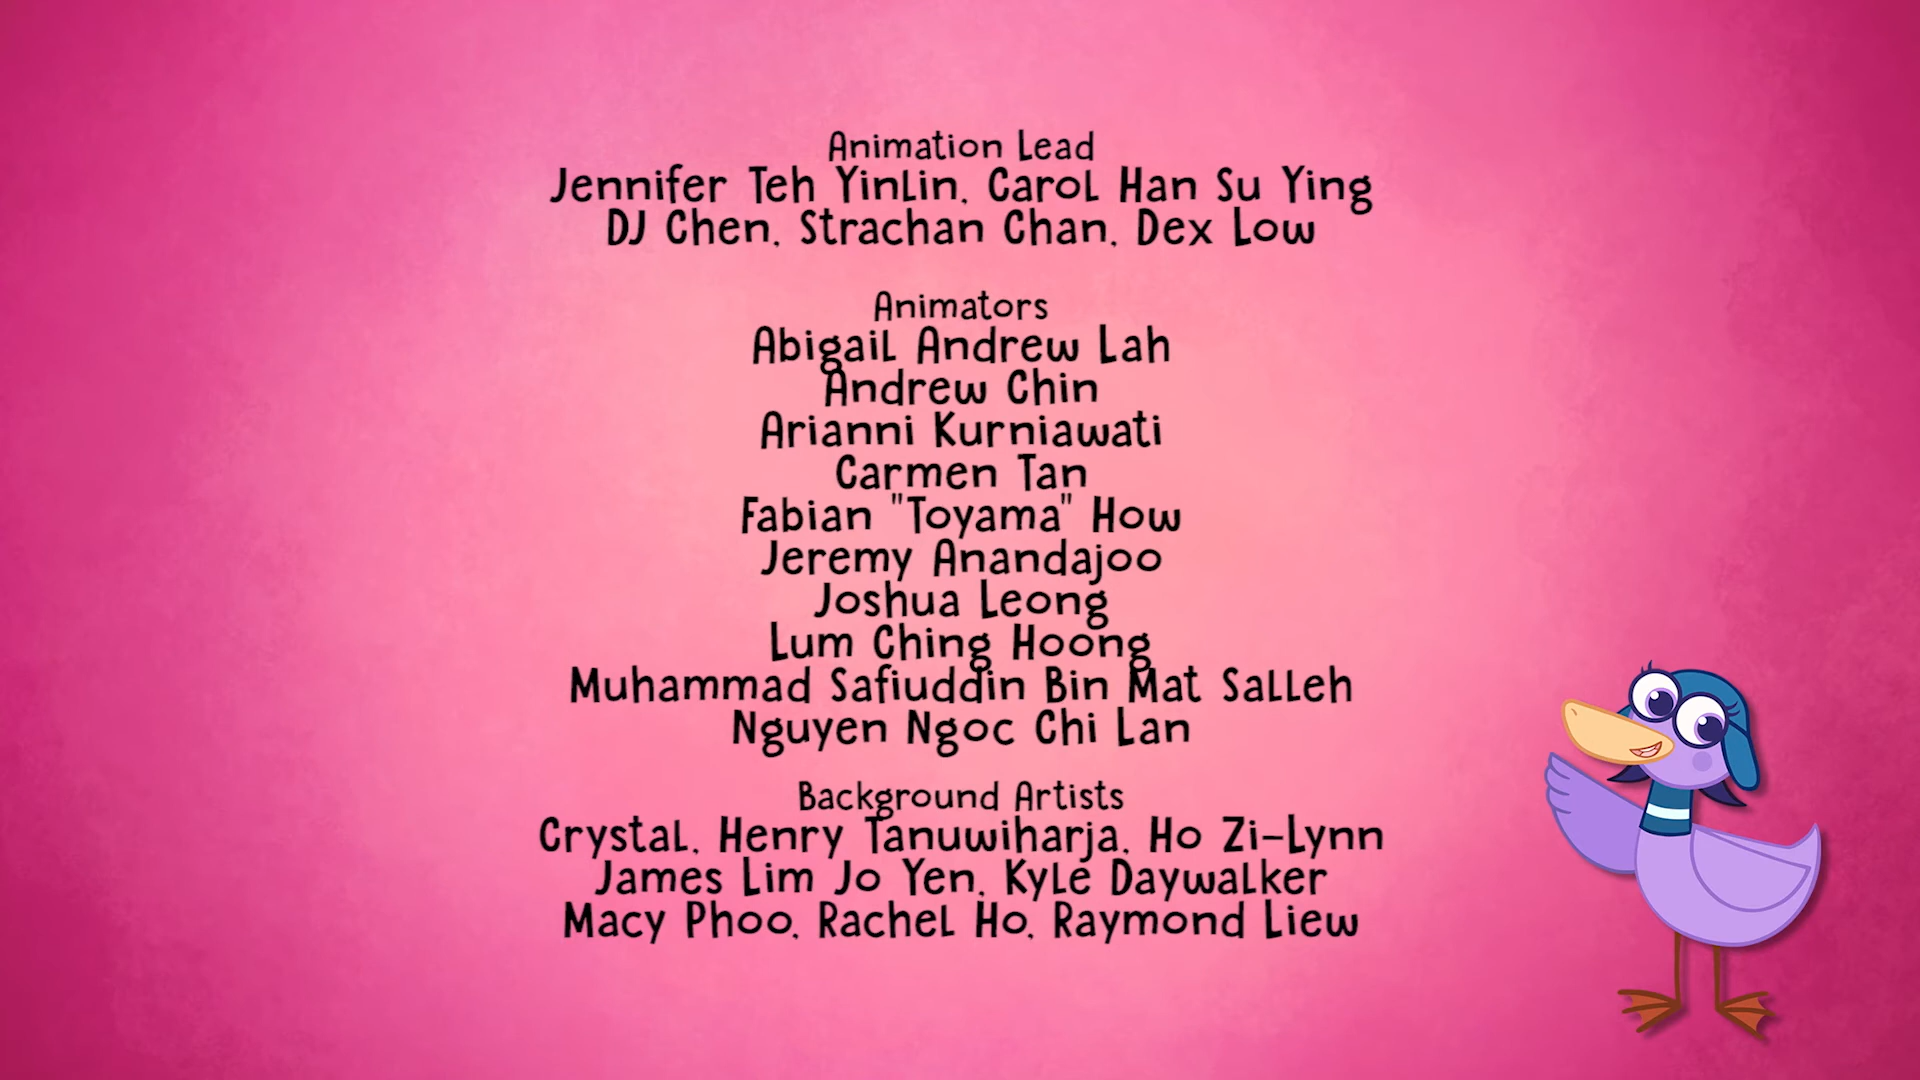 Animation Lead
Jennifer Teh YinLin, Carol Han Su Ying
DJ Chen, Strachan Chan, Dex Low
Animators
Abigail Andrew Lah
Andrew Chin
Arianni Kurniawati
Carmen Tan
Fabian "Toyama" How
Jeremy Anandajoo
Joshua Leong
Lum Ching Hoong
Muhammad Safiuddin Bin Mat Salleh
Nguyen Ngoc Chi Lan
Background Artists
Crystal, Henry Tanuwiharja, Ho Zi-Lynn
James Lim Jo Yen, Kyle Daywalker
Macy Phoo, Rachel Ho, Raymond Liew